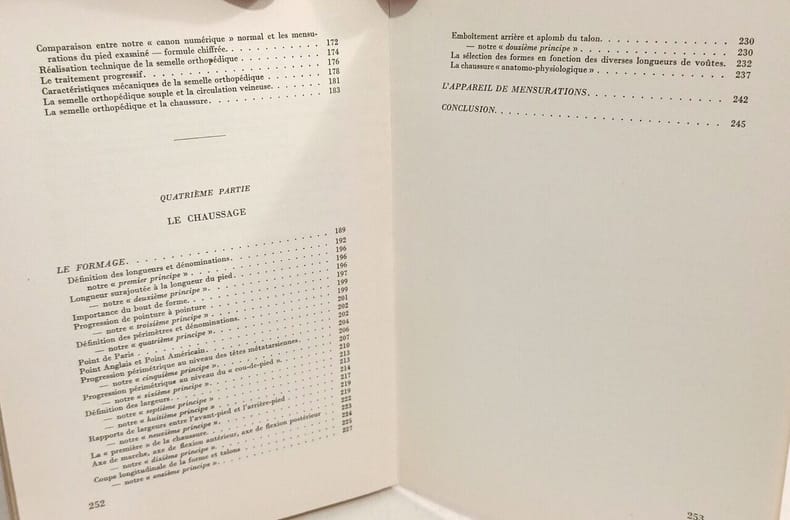 Comparaison entre notre « canon numérique » normal et les mensu-
rations du pied examiné — formule chiffrée. 172
Réalisation technique de la semelle orthopédique . . . 174
Le traitement progressif. . . . 176
Caractéristiques mécaniques de la semelle orthopédique . . . 178
La semelle orthopédique souple et la circulation veineuse. . . . 181
La semelle orthopédique et la chaussure. . . . 183
QUATRIÈME PARTIE
LE CHAUSSAGE
LE FORMAGE. . . . 189
Définition des longueurs et dénominations. . . . 192
notre « premier principe » . . . 196
Longueur surajoutée à la longueur du pied. . . . 196
— notre « deuxième principe ». . . . 196
Importance du bout de forme. . . . 197
Progression de pointure à pointure . . . 199
— notre « troisième principe » . . . 199
Définition des périmètres et dénominations. . . . 201
— notre « quatrième principe ». . . . 202
Point de Paris . . . 202
Point Anglais et Point Américain. . . . 204
Progression périmétrique au niveau des têtes métatarsiennes. 206
— notre « cinquième principe ». . . . 207
Progression périmétrique au niveau du « cou-de-pied ». . . . 210
— notre « sixième principe ». . . . 213
Définition des largeurs. . . . 213
— notre « septième principe » . . . 214
— notre « huitième principe » . . . 217
Rapports de largeurs entre l'avant-pied et l'arrière-pied . . . 219
— notre « neuvième principe ». . . . 219
La « première » de la chaussure. . . . 222
Axe de marche, axe de flexion antérieur, axe de flexion postérieur 223
— notre « dixième principe ». . . . 224
Coupe longitudinale de la forme et talons . . . 225
— notre « onzième principe ». . . . 227
252
Emboîtement arrière et aplomb du talon. . . . 230
— notre « douzième principe ». . . . 230
La sélection des formes en fonction des diverses longueurs de voûtes. 232
La chaussure « anatomo-physiologique » . . . 237
L'APPAREIL DE MENSURATIONS. . . . 242
CONCLUSION. . . . 245
253